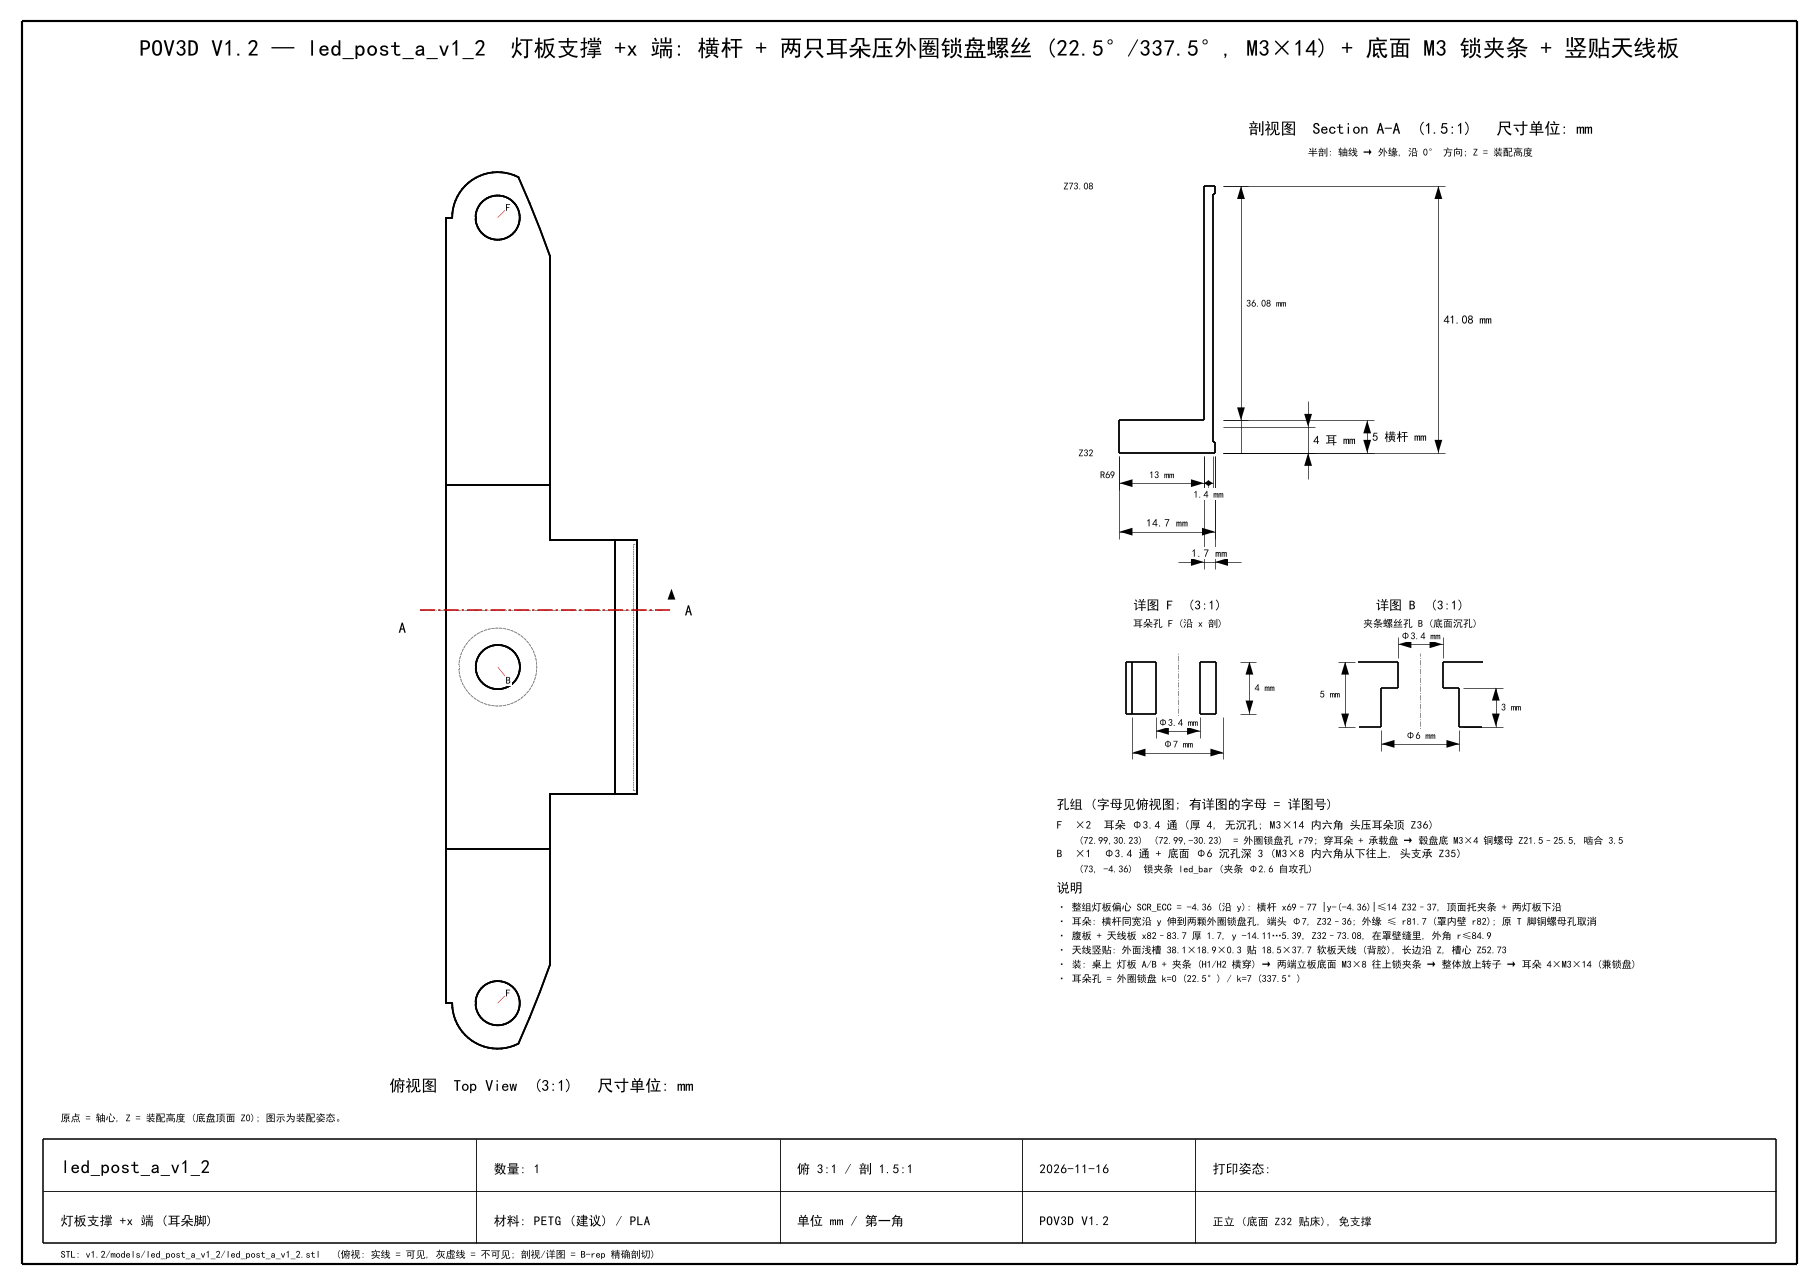 POV3D V1.2 — led_post_a_v1_2 灯板支撑 +x 端: 横杆 + 两只耳朵压外圈锁盘螺丝 (22.5°/337.5°, M3×14) + 底面 M3 锁夹条 + 竖贴天线板
剖视图 Section A-A (1.5:1) 尺寸单位: mm
半剖: 轴线 → 外缘, 沿 0° 方向; Z = 装配高度
Z73.08
36.08 mm
41.08 mm
4 耳 mm
5 横杆 mm
Z32
R69
13 mm
1.4 mm
14.7 mm
1.7 mm
F
A
A
B
F
俯视图 Top View (3:1) 尺寸单位: mm
详图 F (3:1)
耳朵孔 F (沿 x 剖)
4 mm
Φ3.4 mm
Φ7 mm
详图 B (3:1)
夹条螺丝孔 B (底面沉孔)
Φ3.4 mm
5 mm
3 mm
Φ6 mm
孔组 (字母见俯视图; 有详图的字母 = 详图号)
F ×2 耳朵 Φ3.4 通 (厚 4, 无沉孔; M3×14 内六角 头压耳朵顶 Z36)
(72.99,30.23) (72.99,-30.23) = 外圈锁盘孔 r79; 穿耳朵 + 承载盘 → 毂盘底 M3×4 铜螺母 Z21.5–25.5, 啮合 3.5
B ×1 Φ3.4 通 + 底面 Φ6 沉孔深 3 (M3×8 内六角从下往上, 头支承 Z35)
(73, -4.36) 锁夹条 led_bar (夹条 Φ2.6 自攻孔)
说明
· 整组灯板偏心 SCR_ECC = -4.36 (沿 y): 横杆 x69–77 |y-(-4.36)|≤14 Z32–37, 顶面托夹条 + 两灯板下沿
· 耳朵: 横杆同宽沿 y 伸到两颗外圈锁盘孔, 端头 Φ7, Z32–36; 外缘 ≤ r81.7 (罩内壁 r82); 原 T 脚铜螺母孔取消
· 腹板 + 天线板 x82–83.7 厚 1.7, y -14.11…5.39, Z32–73.08, 在罩壁缝里, 外角 r≤84.9
· 天线竖贴: 外面浅槽 38.1×18.9×0.3 贴 18.5×37.7 软板天线 (背胶), 长边沿 Z, 槽心 Z52.73
· 装: 桌上 灯板 A/B + 夹条 (H1/H2 横穿) → 两端立板底面 M3×8 往上锁夹条 → 整体放上转子 → 耳朵 4×M3×14 (兼锁盘)
· 耳朵孔 = 外圈锁盘 k=0 (22.5°) / k=7 (337.5°)
原点 = 轴心, Z = 装配高度 (底盘顶面 Z0); 图示为装配姿态。
led_post_a_v1_2
数量: 1
俯 3:1 / 剖 1.5:1
2026-11-16
打印姿态:
灯板支撑 +x 端 (耳朵脚)
材料: PETG (建议) / PLA
单位 mm / 第一角
POV3D V1.2
正立 (底面 Z32 贴床), 免支撑
STL: v1.2/models/led_post_a_v1_2/led_post_a_v1_2.stl (俯视: 实线 = 可见, 灰虚线 = 不可见; 剖视/详图 = B-rep 精确剖切)